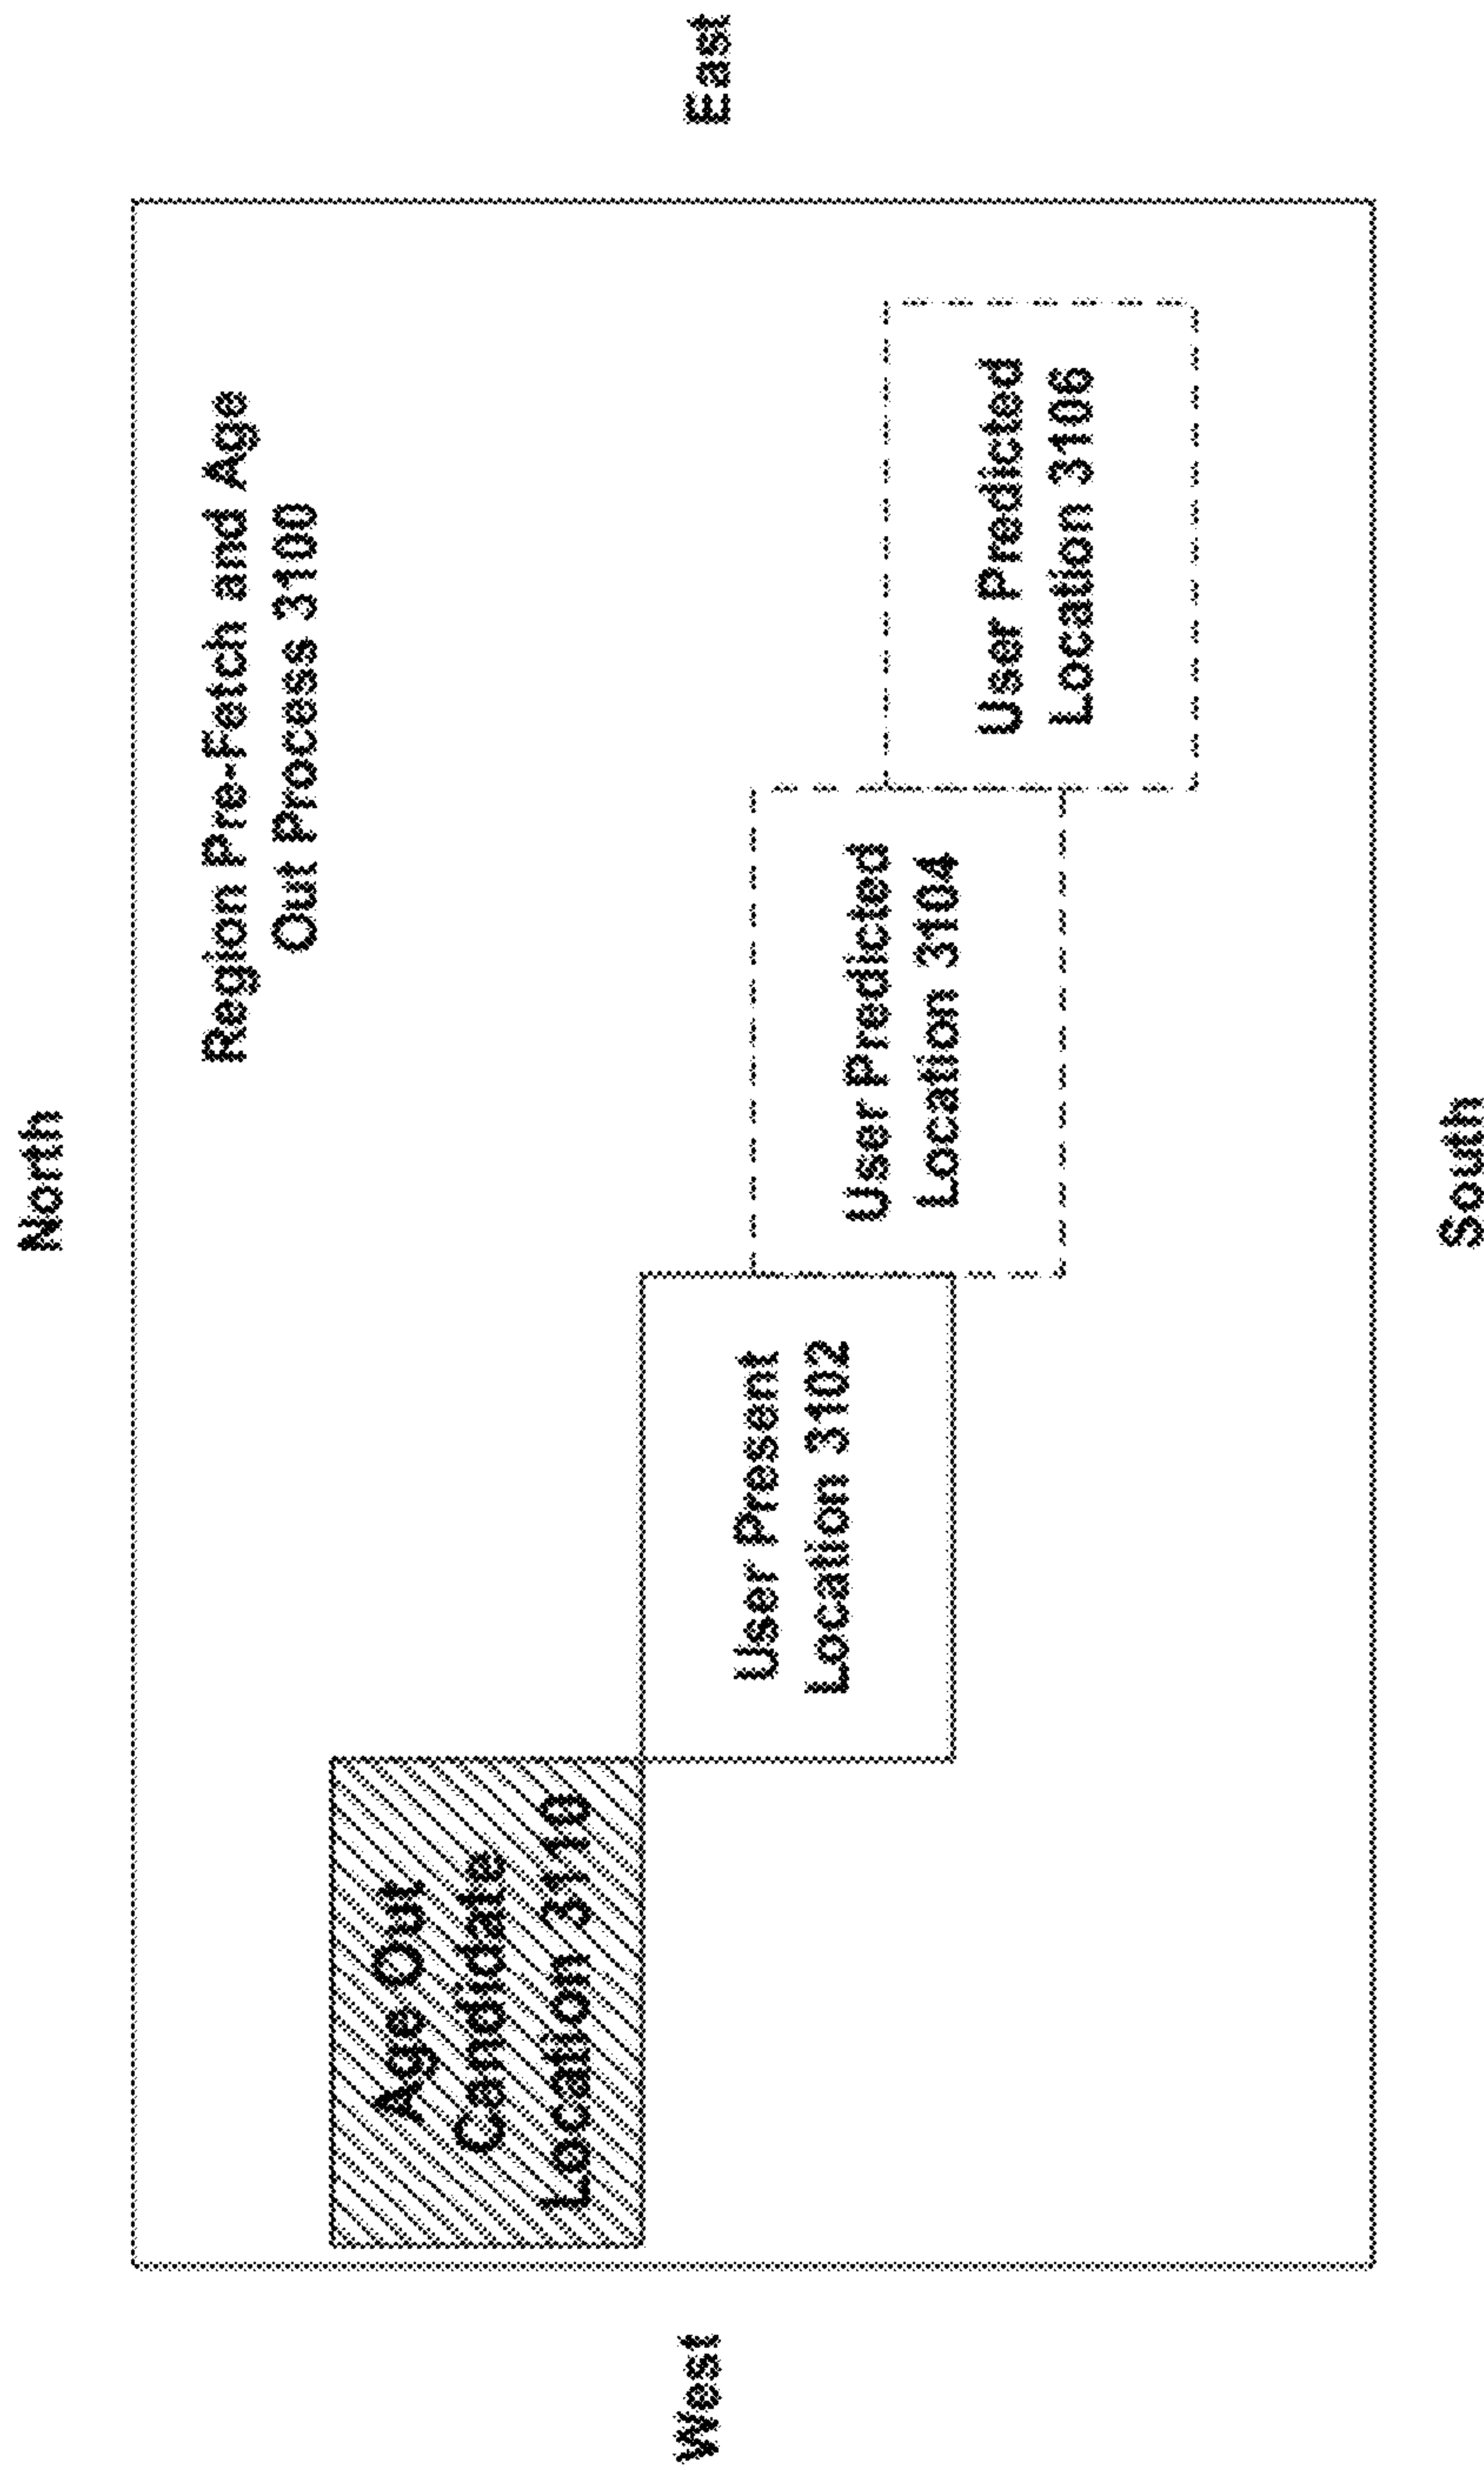 North
Region Pre-Fetch and Age
Out Process 3100
Age Out
Candidate
Location 3110
West
East
User Present
Location 3102
User Predicted
Location 3104
User Predicted
Location 3106
South